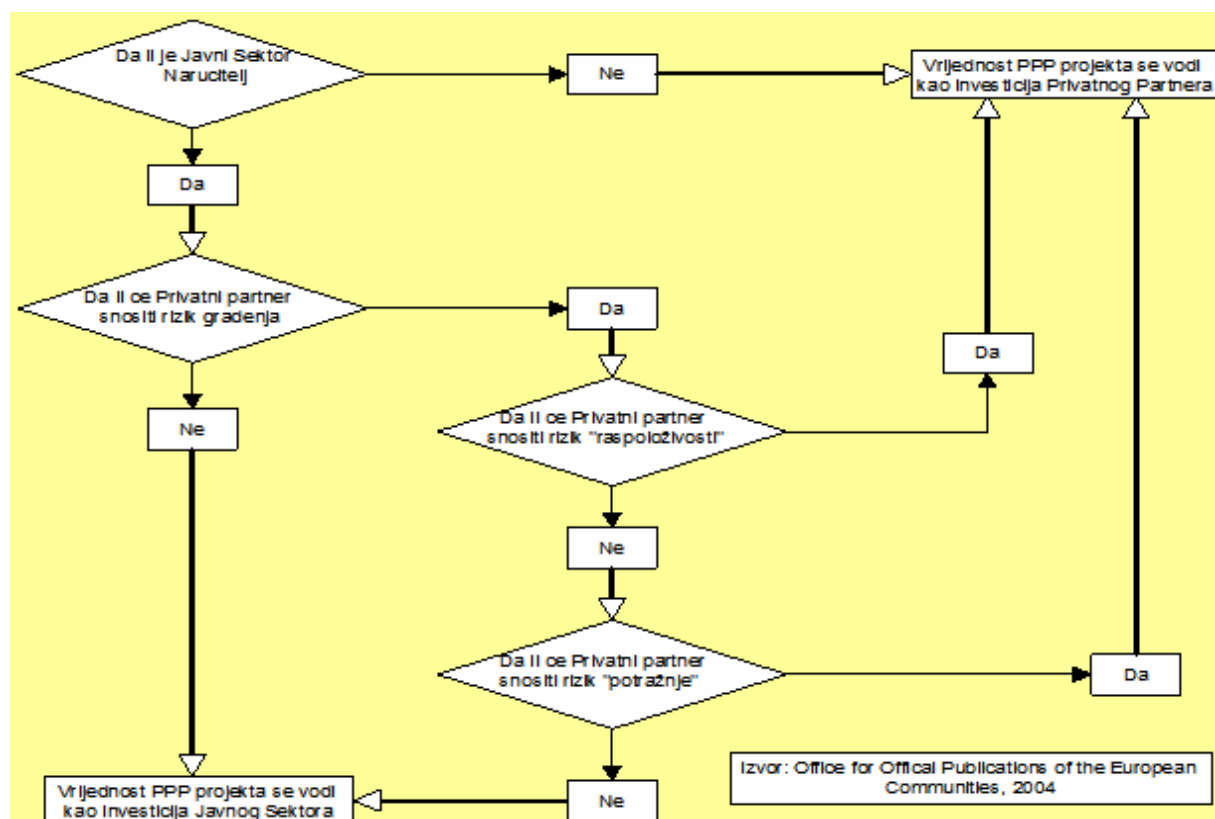 Da li je Javni Sektor
Narucitelj
Ne
Vrijednost PPP projekta se vodi
kao Investicija Privatnog Partnera
Da
Da li ce Privatni partner
snositi rizik gradenja
Da
Da
Ne
Da li ce Privatni partner
snositi rizik "raspoloživosti"
Ne
Da li ce Privatni partner
snositi rizik "potražnje"
Da
Izvor: Office for Offical Publications of the European
Communities, 2004
Vrijednost PPP projekta se vodi
kao Investicija Javnog Sektora
Ne